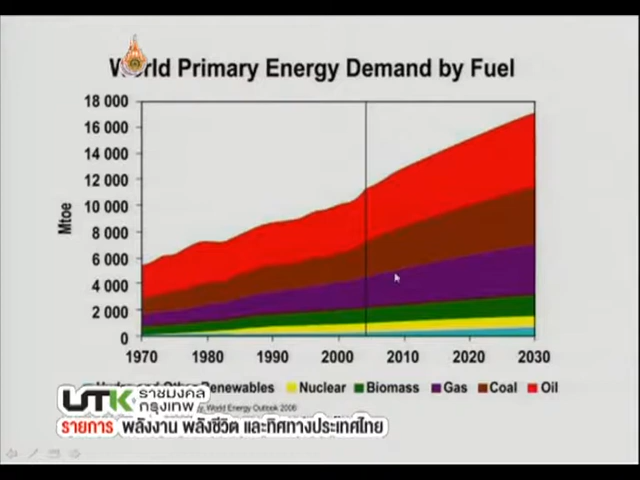 World Primary Energy Demand by Fuel
18 000
16 000
14 000
12 000
10 000
8 000
6 000
4 000
2 000
0
Mtoe
1970 1980 1990 2000 2010 2020 2030
Hydro and Other Renewables Nuclear Biomass Gas Coal Oil
World Energy Outlook 2006
UTK ราชมงคล
กรุงเทพ
รายการ พลังงาน พลังชีวิต และทิศทางประเทศไทย